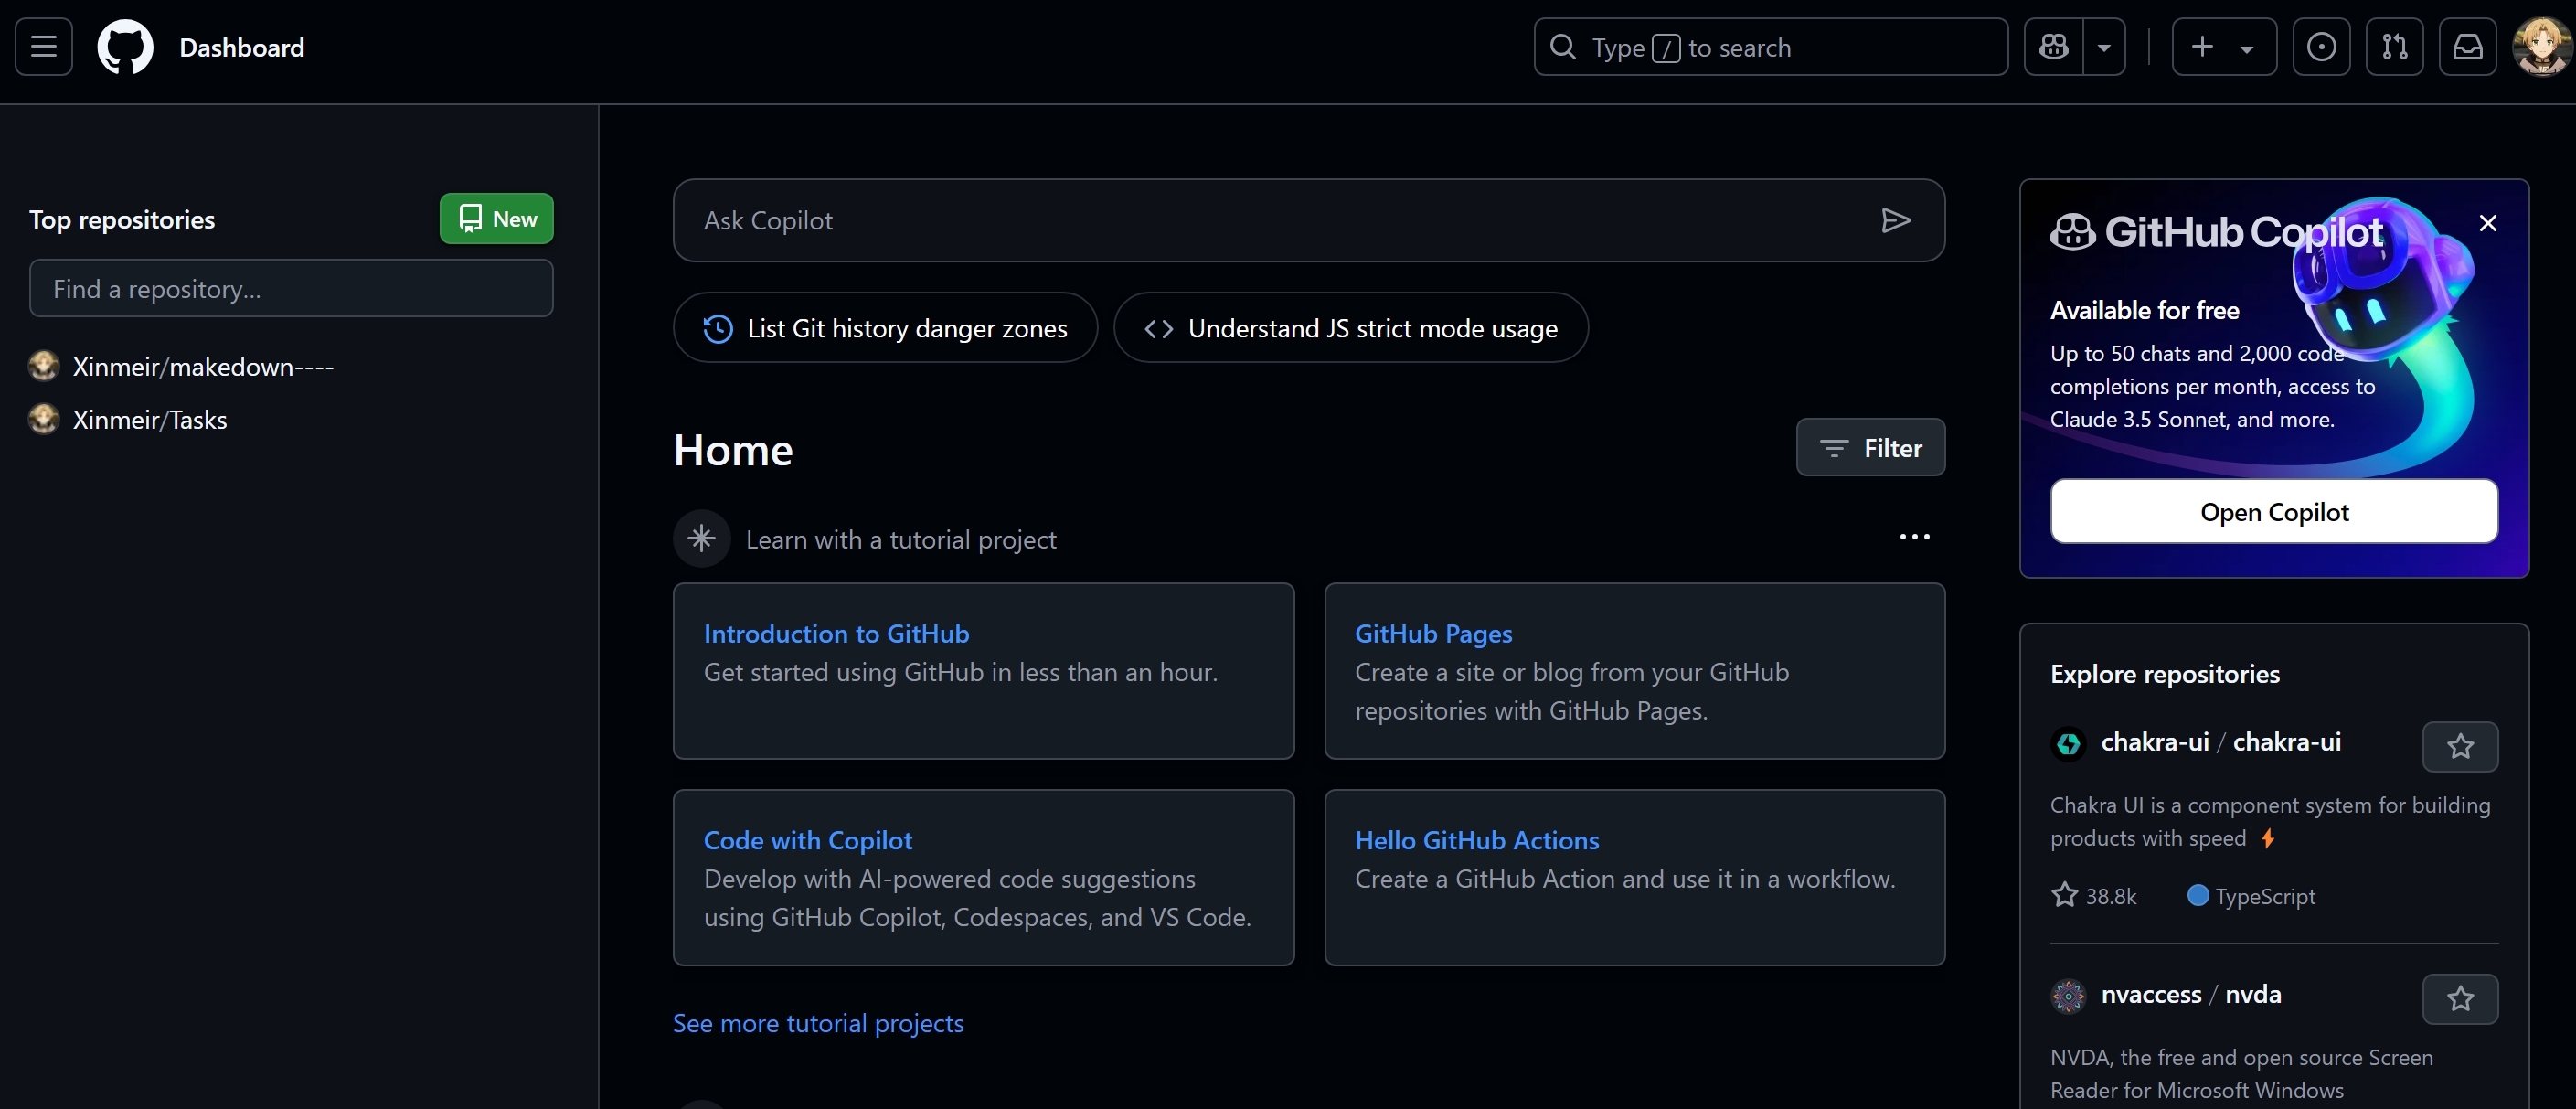 Dashboard
Type / to search
Top repositories
New
Find a repository...
Xinmeir/makedown----
Xinmeir/Tasks
Ask Copilot
List Git history danger zones
Understand JS strict mode usage
Home
Filter
Learn with a tutorial project
Introduction to GitHub
Get started using GitHub in less than an hour.
GitHub Pages
Create a site or blog from your GitHub
repositories with GitHub Pages.
Code with Copilot
Develop with AI-powered code suggestions
using GitHub Copilot, Codespaces, and VS Code.
Hello GitHub Actions
Create a GitHub Action and use it in a workflow.
See more tutorial projects
GitHub Copilot
Available for free
Up to 50 chats and 2,000 code
completions per month, access to
Claude 3.5 Sonnet, and more.
Open Copilot
Explore repositories
chakra-ui / chakra-ui
Chakra UI is a component system for building
products with speed ⚡
38.8k
TypeScript
nvaccess / nvda
NVDA, the free and open source Screen
Reader for Microsoft Windows